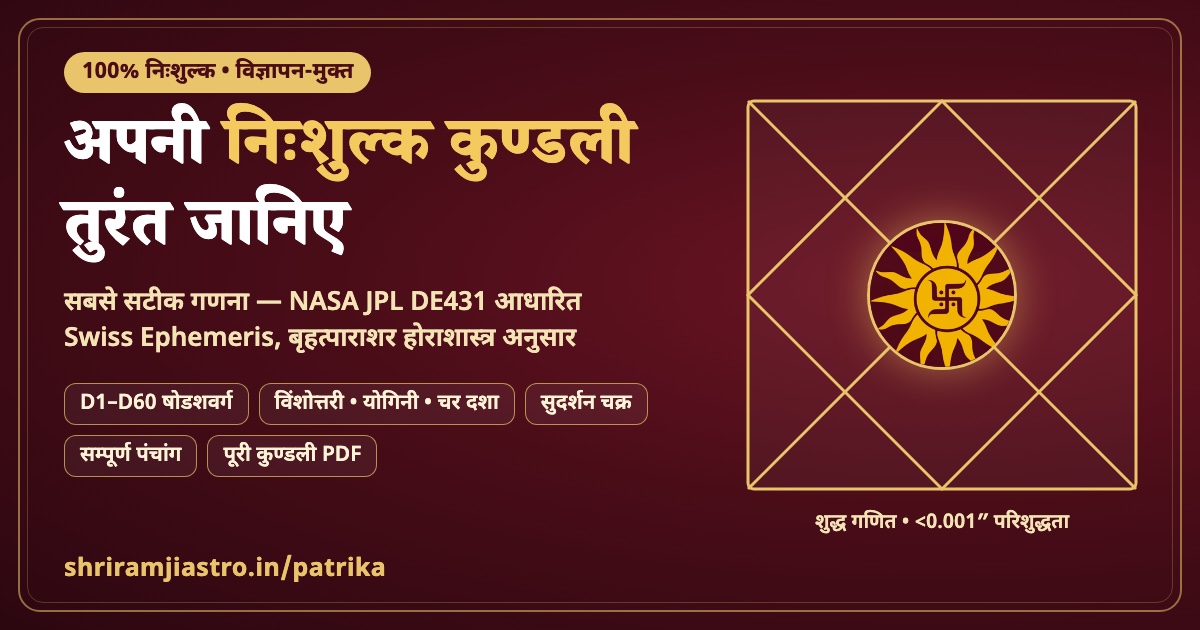 100% निःशुल्क • विज्ञापन-मुक्त
अपनी निःशुल्क कुण्डली
तुरंत जानिए
सबसे सटीक गणना — NASA JPL DE431 आधारित
Swiss Ephemeris, बृहत्पाराशर होराशास्त्र अनुसार
D1–D60 षोडशवर्ग
विंशोत्तरी • योगिनी • चर दशा
सुदर्शन चक्र
सम्पूर्ण पंचांग
पूरी कुण्डली PDF
शुद्ध गणित • <0.001″ परिशुद्धता
shriramjiastro.in/patrika